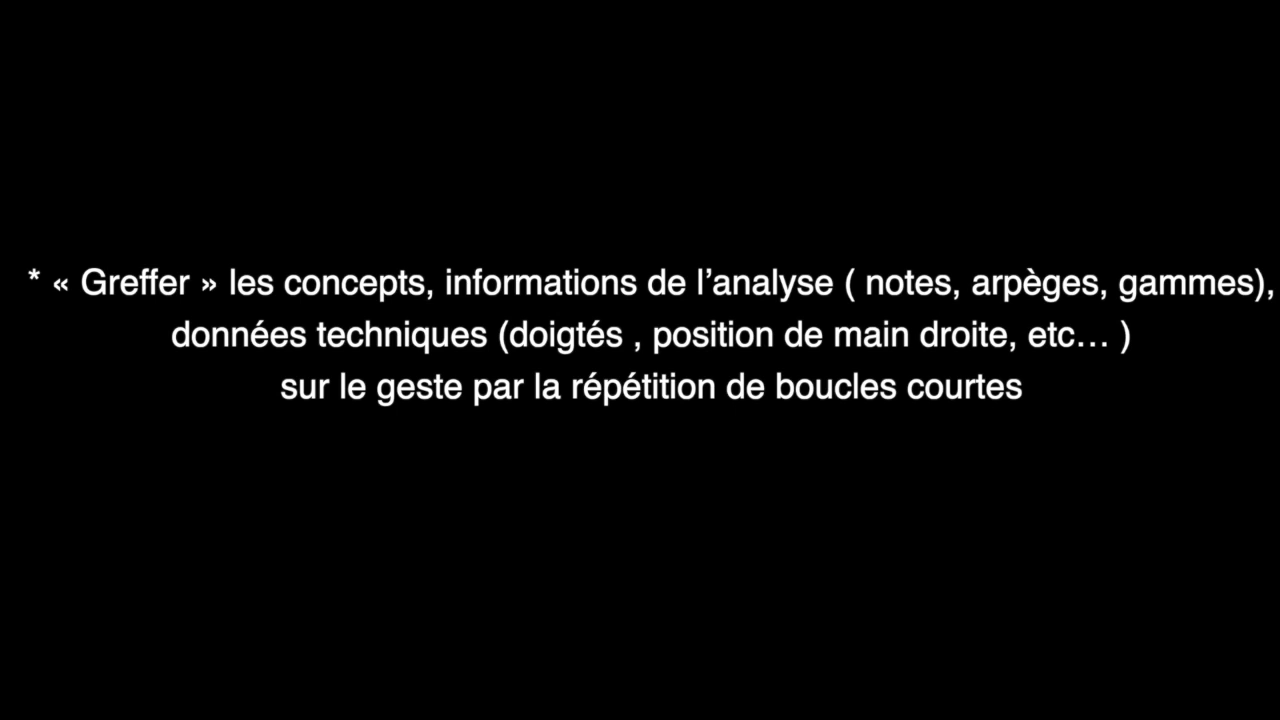 * « Greffer » les concepts, informations de l’analyse ( notes, arpèges, gammes),
données techniques (doigtés , position de main droite, etc… )
sur le geste par la répétition de boucles courtes